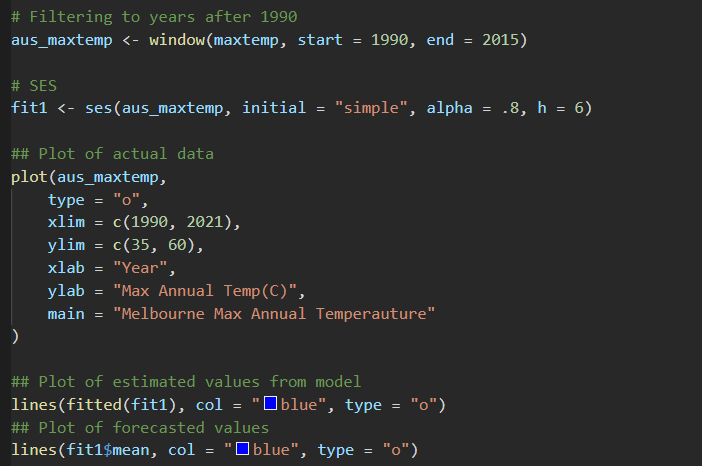 # Filtering to years after 1990
aus_maxtemp <- window(maxtemp, start = 1990, end = 2015)
# SES
fit1 <- ses(aus_maxtemp, initial = "simple", alpha = .8, h = 6)
## Plot of actual data
plot(aus_maxtemp,
type = "o",
xlim = c(1990, 2021),
ylim = c(35, 60),
xlab = "Year",
ylab = "Max Annual Temp(C)",
main = "Melbourne Max Annual Temperauture"
)
## Plot of estimated values from model
lines(fitted(fit1), col = "blue", type = "o")
## Plot of forecasted values
lines(fit1$mean, col = "blue", type = "o")